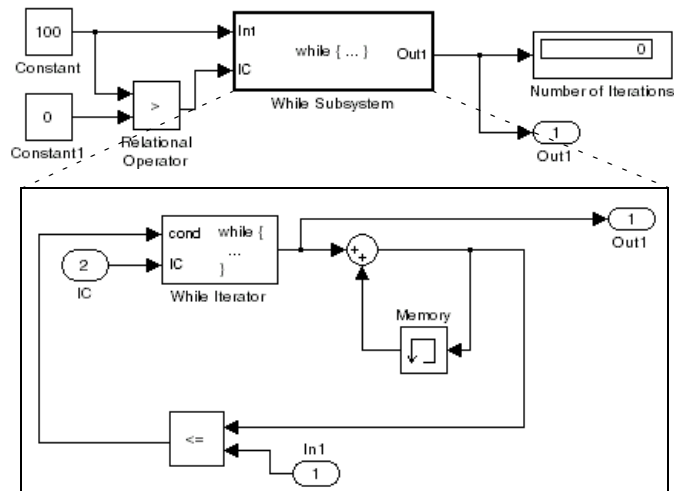 100
Constant
0
Constant1
>
Relational
Operator
In1
IC
while { ... }
Out1
While Subsystem
0
Number of Iterations
1
Out1
cond
IC
while {
...
}
While Iterator
2
IC
+
+
Memory
1
Out1
<=
In1
1